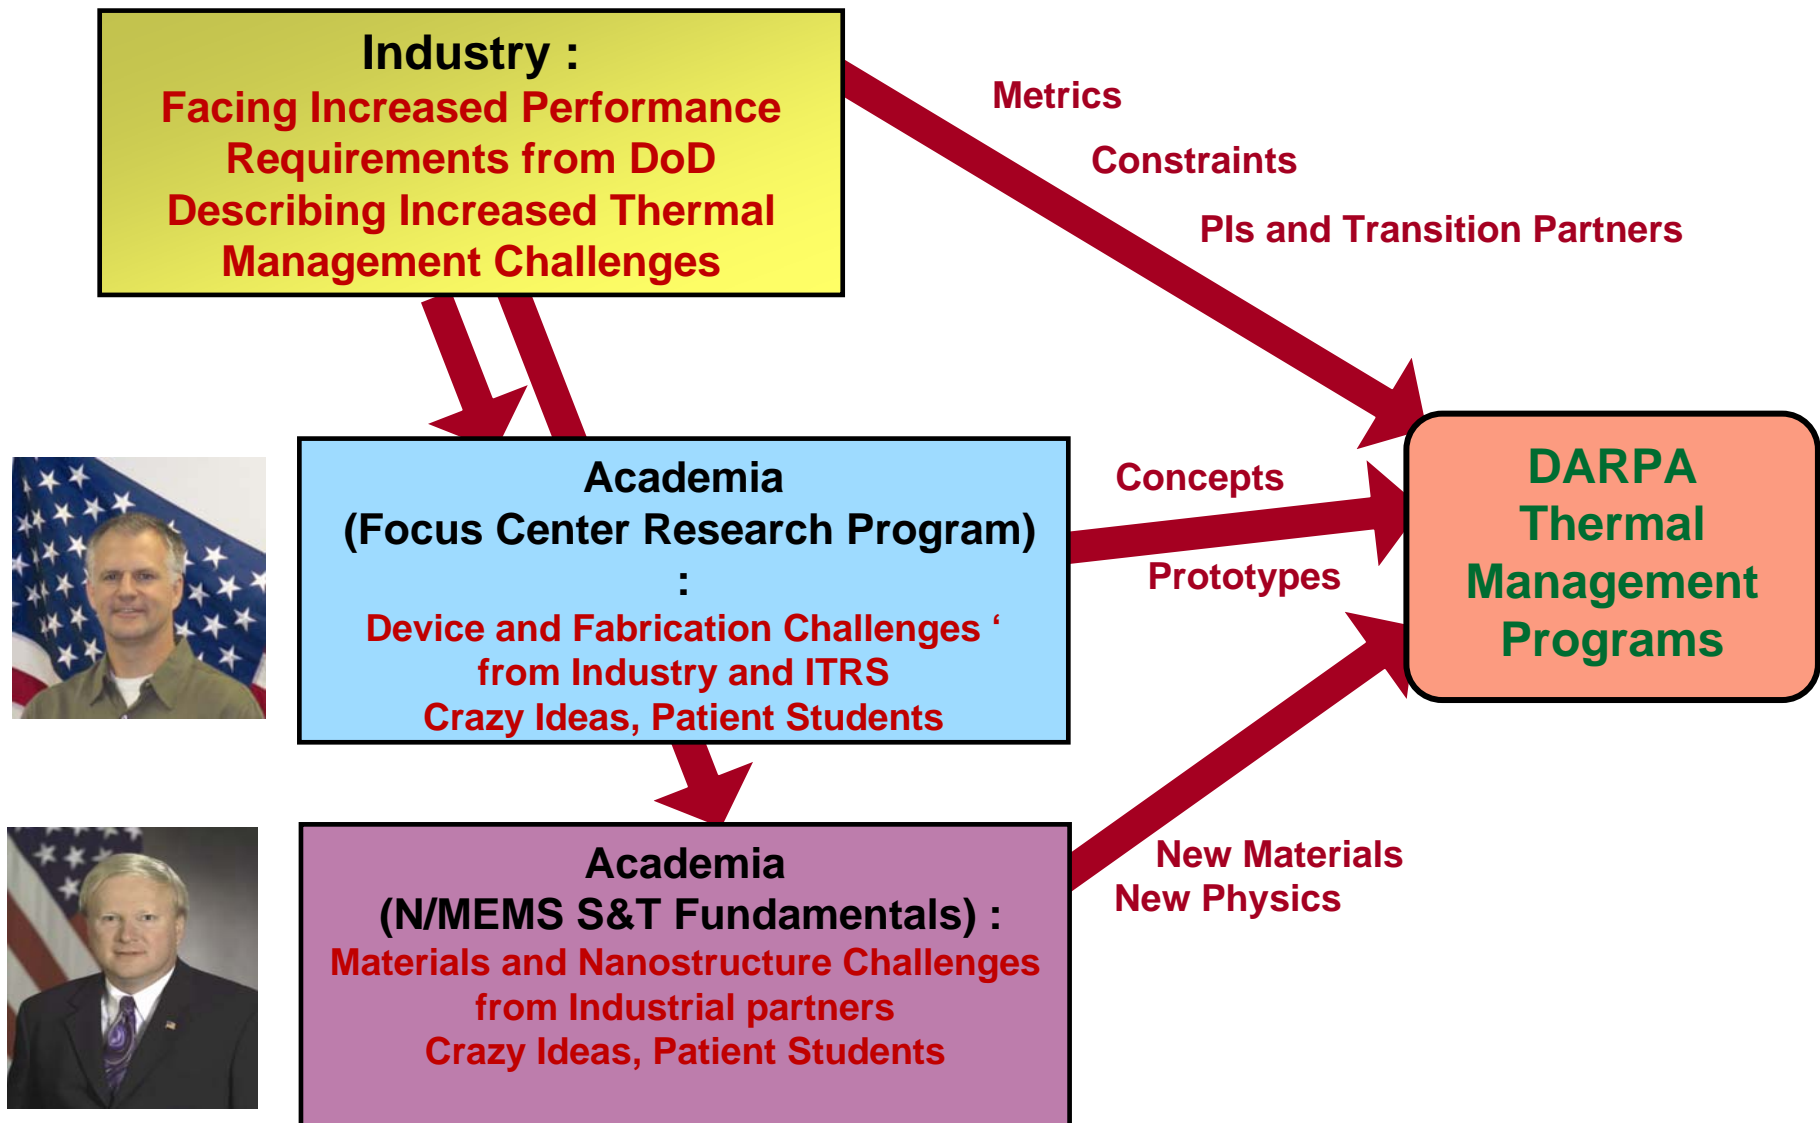 Industry :
Facing Increased Performance
Requirements from DoD
Describing Increased Thermal
Management Challenges
Metrics
Constraints
PIs and Transition Partners
Academia
(Focus Center Research Program)
:
Device and Fabrication Challenges ‘
from Industry and ITRS
Crazy Ideas, Patient Students
Concepts
Prototypes
DARPA
Thermal
Management
Programs
Academia
(N/MEMS S&T Fundamentals) :
Materials and Nanostructure Challenges
from Industrial partners
Crazy Ideas, Patient Students
New Materials
New Physics